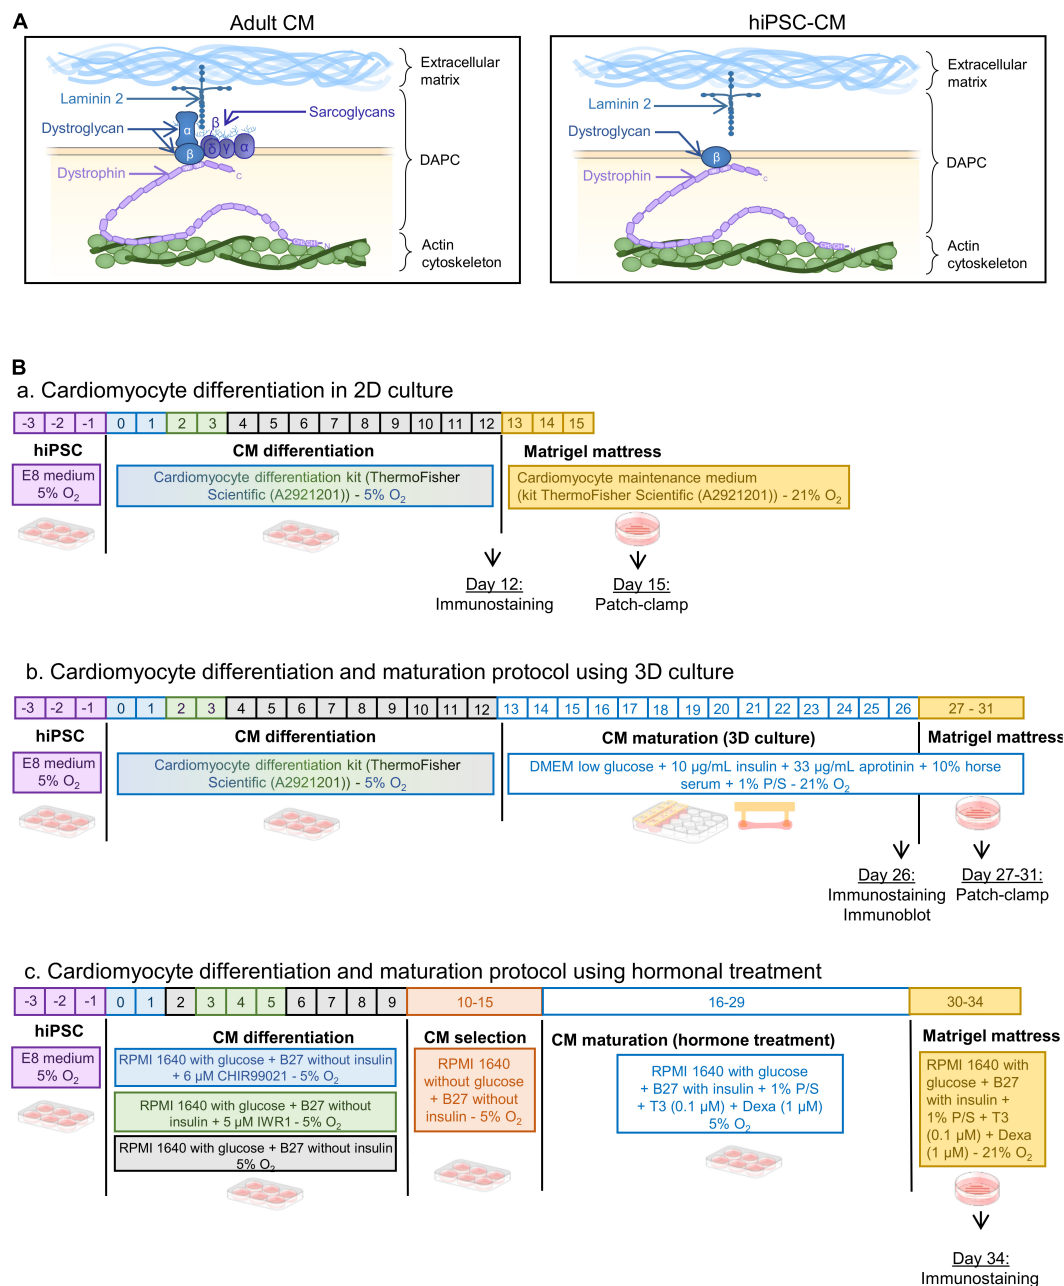 A
Adult CM
hiPSC-CM
Extracellular
matrix
Laminin 2
Sarcoglycans
β
Dystroglycan
α
β
δ
γ
α
DAPC
Dystrophin
C
N
Actin
cytoskeleton
Extracellular
matrix
Laminin 2
Dystroglycan
β
DAPC
Dystrophin
C
N
Actin
cytoskeleton
B
a. Cardiomyocyte differentiation in 2D culture
-3 -2 -1 0 1 2 3 4 5 6 7 8 9 10 11 12 13 14 15
hiPSC
CM differentiation
Matrigel mattress
E8 medium
5% O2
Cardiomyocyte differentiation kit (ThermoFisher
Scientific (A2921201)) - 5% O2
Cardiomyocyte maintenance medium
(kit ThermoFisher Scientific (A2921201)) - 21% O2
Day 12:
Immunostaining
Day 15:
Patch-clamp
b. Cardiomyocyte differentiation and maturation protocol using 3D culture
-3 -2 -1 0 1 2 3 4 5 6 7 8 9 10 11 12 13 14 15 16 17 18 19 20 21 22 23 24 25 26 27 - 31
hiPSC
CM differentiation
CM maturation (3D culture)
Matrigel mattress
E8 medium
5% O2
Cardiomyocyte differentiation kit (ThermoFisher
Scientific (A2921201)) - 5% O2
DMEM low glucose + 10 µg/mL insulin + 33 µg/mL aprotinin + 10% horse
serum + 1% P/S - 21% O2
Day 26:
Immunostaining
Immunoblot
Day 27-31:
Patch-clamp
c. Cardiomyocyte differentiation and maturation protocol using hormonal treatment
-3 -2 -1 0 1 2 3 4 5 6 7 8 9 10-15 16-29 30-34
hiPSC
CM differentiation
CM selection
CM maturation (hormone treatment)
Matrigel mattress
E8 medium
5% O2
RPMI 1640 with glucose + B27 without insulin
+ 6 µM CHIR99021 - 5% O2
RPMI 1640 with glucose + B27 without
insulin + 5 µM IWR1 - 5% O2
RPMI 1640 with glucose + B27 without insulin
5% O2
RPMI 1640
without glucose
+ B27 without
insulin - 5% O2
RPMI 1640 with glucose
+ B27 with insulin + 1% P/S
+ T3 (0.1 µM) + Dexa (1 µM)
5% O2
RPMI 1640 with
glucose + B27
with insulin +
1% P/S + T3
(0.1 µM) + Dexa
(1 µM) - 21% O2
Day 34:
Immunostaining